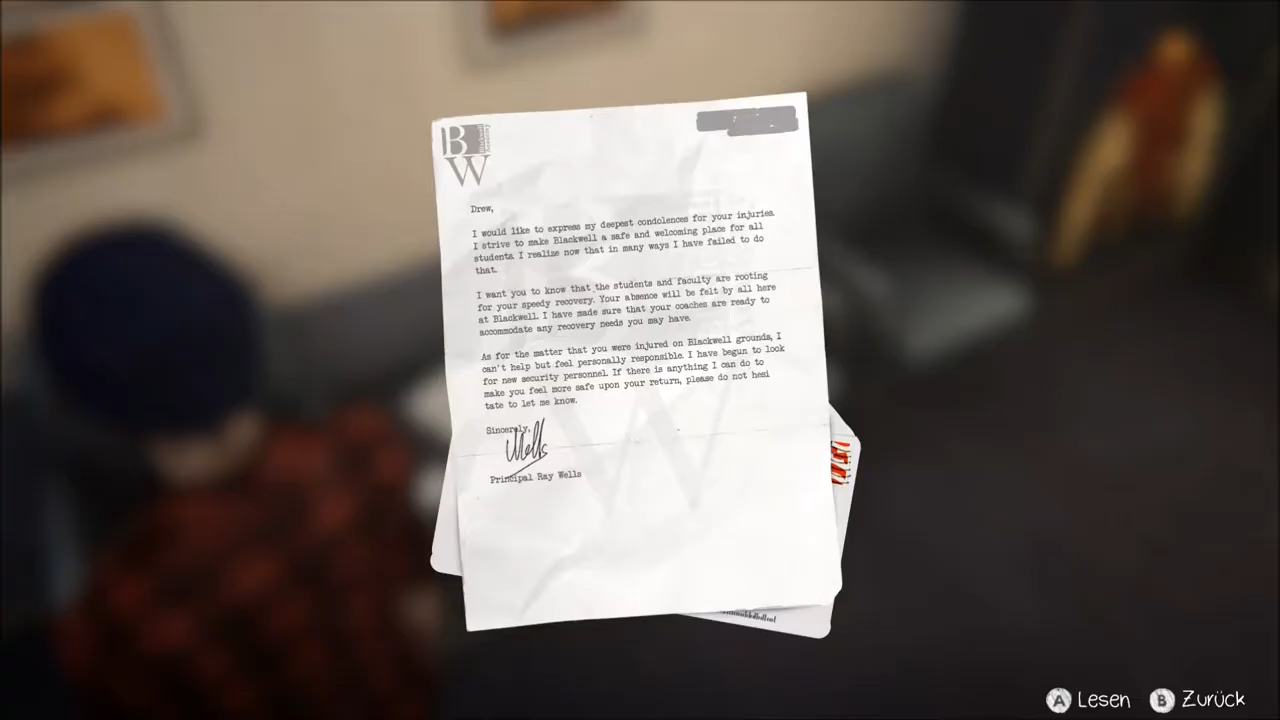 B
W
Blackwell
Academy
Drew,
I would like to express my deepest condolences for your injuries.
I strive to make Blackwell a safe and welcoming place for all
students. I realize now that in many ways I have failed to do
that.
I want you to know that the students and faculty are rooting
for your speedy recovery. Your absence will be felt by all here
at Blackwell. I have made sure that your coaches are ready to
accommodate any recovery needs you may have.
As for the matter that you were injured on Blackwell grounds, I
can't help but feel personally responsible. I have begun to look
for new security personnel. If there is anything I can do to
make you feel more safe upon your return, please do not hesi
tate to let me know.
Sincerely,
Wells
Principal Ray Wells
A Lesen B Zurück